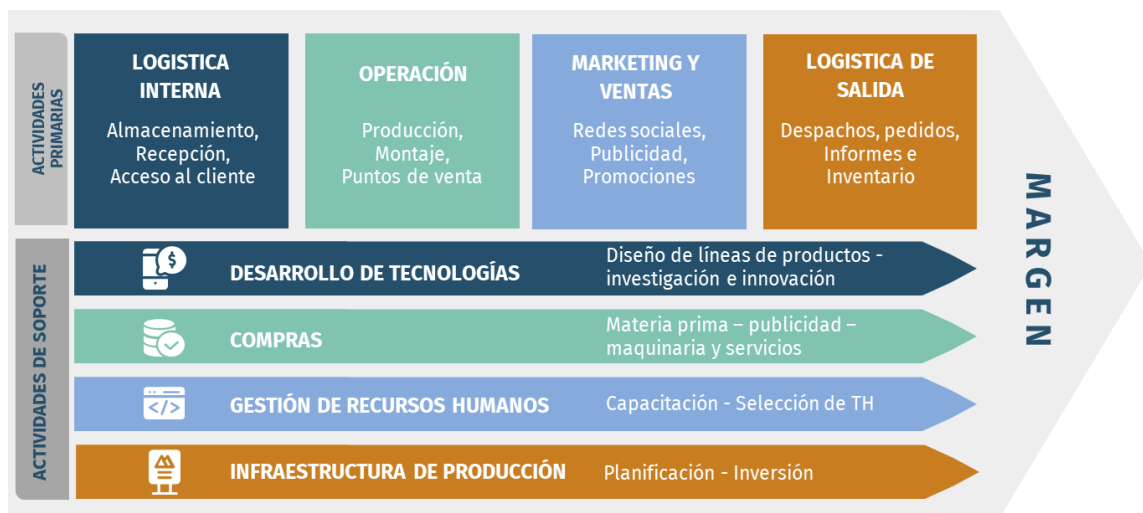 ACTIVIDADES
PRIMARIAS
LOGISTICA
INTERNA
Almacenamiento,
Recepción,
Acceso al cliente
OPERACIÓN
Producción,
Montaje,
Puntos de venta
MARKETING Y
VENTAS
Redes sociales,
Publicidad,
Promociones
LOGISTICA DE
SALIDA
Despachos, pedidos,
Informes e
Inventario
ACTIVIDADES DE SOPORTE
$
DESARROLLO DE TECNOLOGÍAS
Diseño de líneas de productos -
investigación e innovación
COMPRAS
Materia prima – publicidad –
maquinaria y servicios
</>
GESTIÓN DE RECURSOS HUMANOS
Capacitación - Selección de TH
INFRAESTRUCTURA DE PRODUCCIÓN
Planificación - Inversión
MARGEN